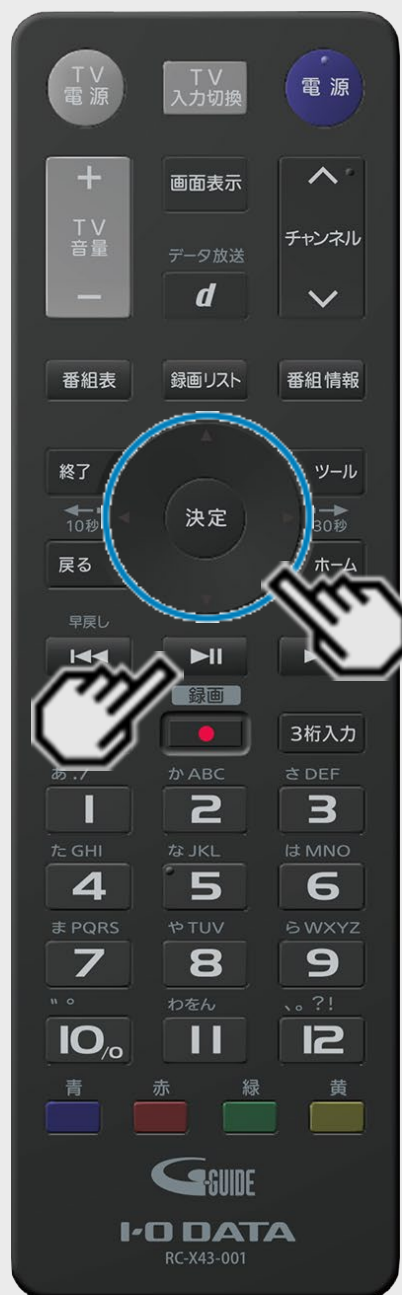 TV
電源
TV
入力切換
電源
+
TV
音量
−
画面表示
データ放送
d
チャンネル
番組表
録画リスト
番組情報
終了
ツール
10秒
決定
30秒
戻る
ホーム
早戻し
録画
3桁入力
あ./
かABC
さDEF
1
2
3
たGHI
なJKL
はMNO
4
5
6
まPQRS
やTUV
らWXYZ
7
8
9
゛゜
わをん
、。?!
10/0
11
12
青
赤
緑
黄
G-GUIDE
I-O DATA
RC-X43-001